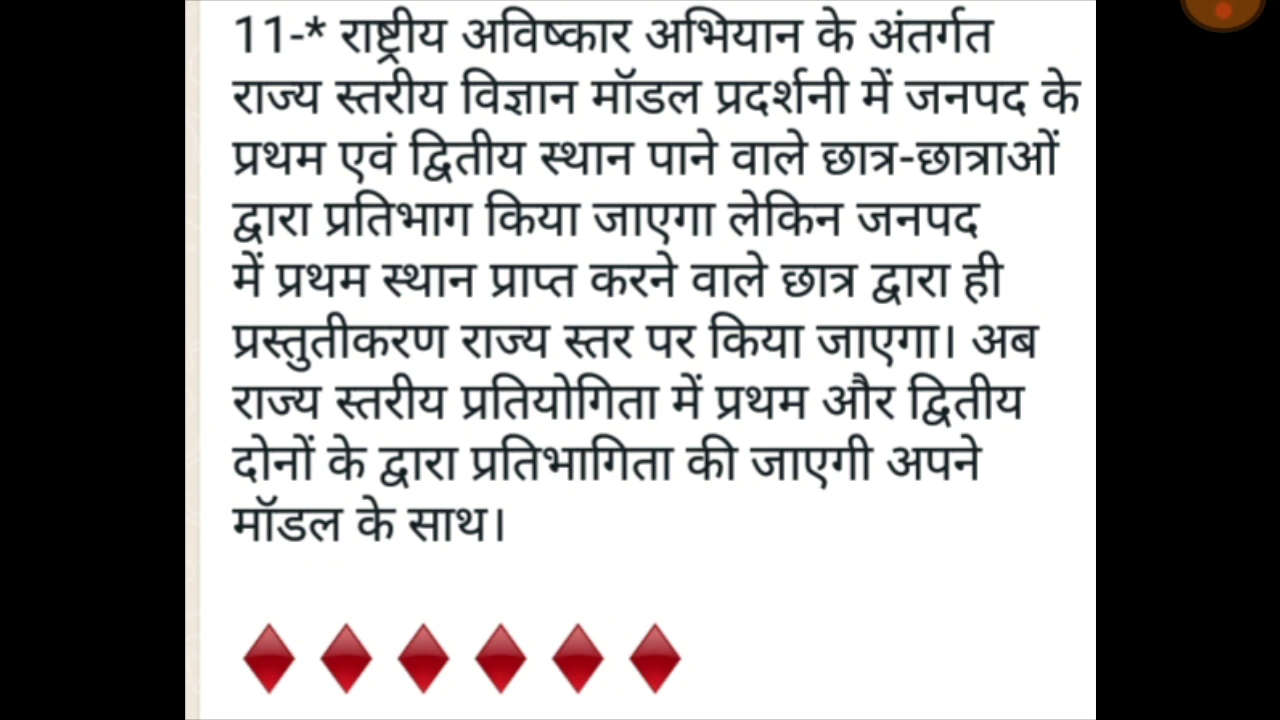 11-* राष्ट्रीय अविष्कार अभियान के अंतर्गत
राज्य स्तरीय विज्ञान मॉडल प्रदर्शनी में जनपद के
प्रथम एवं द्वितीय स्थान पाने वाले छात्र-छात्राओं
द्वारा प्रतिभाग किया जाएगा लेकिन जनपद
में प्रथम स्थान प्राप्त करने वाले छात्र द्वारा ही
प्रस्तुतीकरण राज्य स्तर पर किया जाएगा। अब
राज्य स्तरीय प्रतियोगिता में प्रथम और द्वितीय
दोनों के द्वारा प्रतिभागिता की जाएगी अपने
मॉडल के साथ।